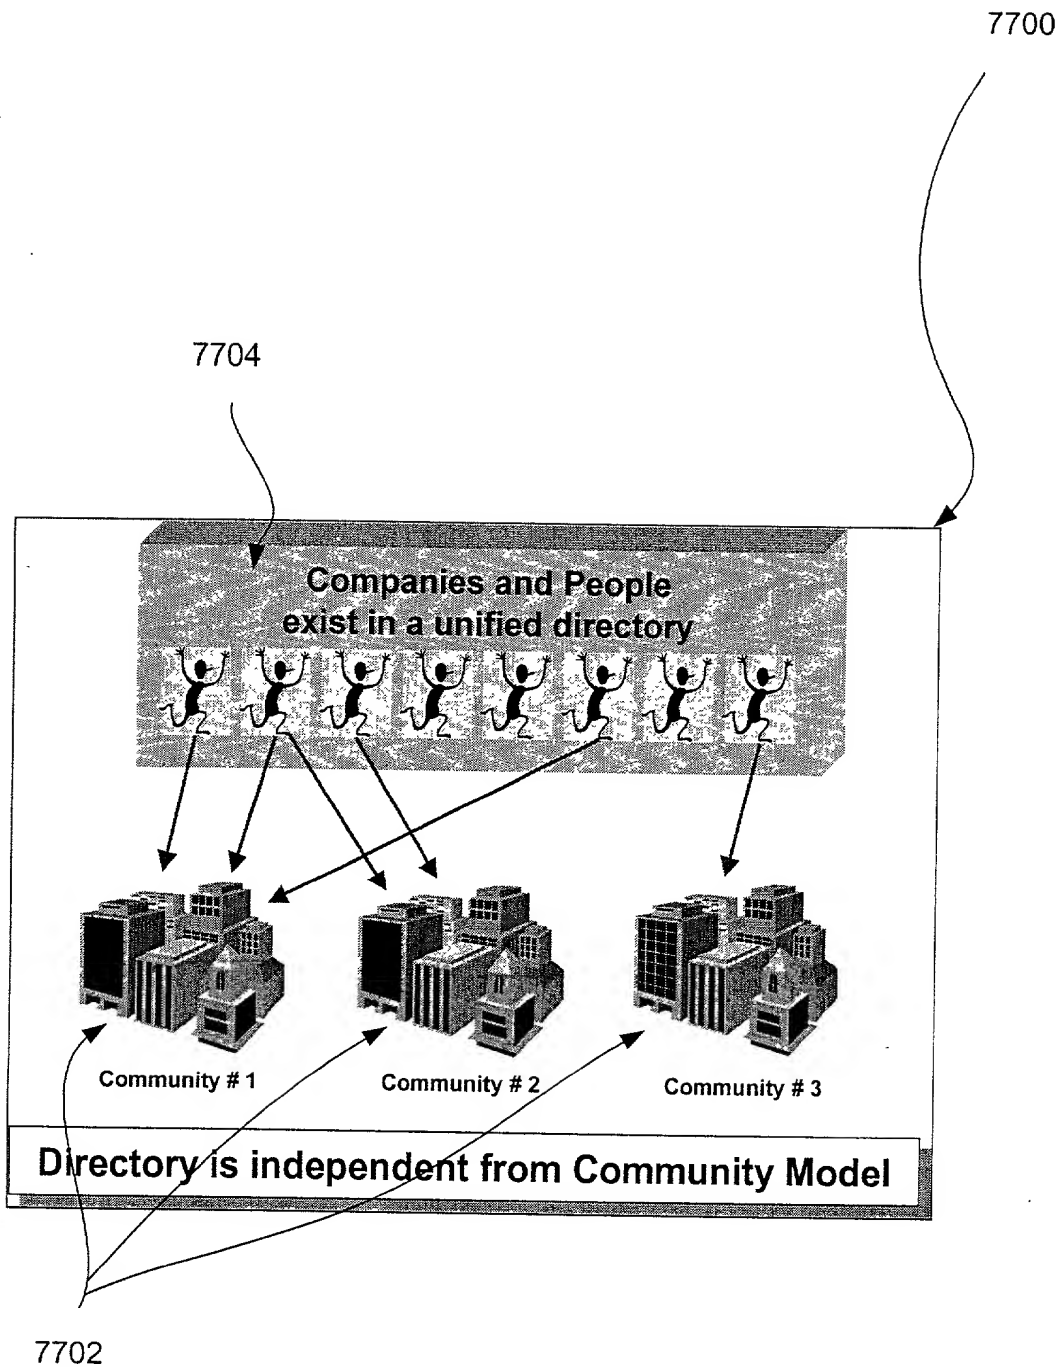 7700
7704
Companies and People
exist in a unified directory
Community # 1
Community # 2
Community # 3
Directory is independent from Community Model
7702